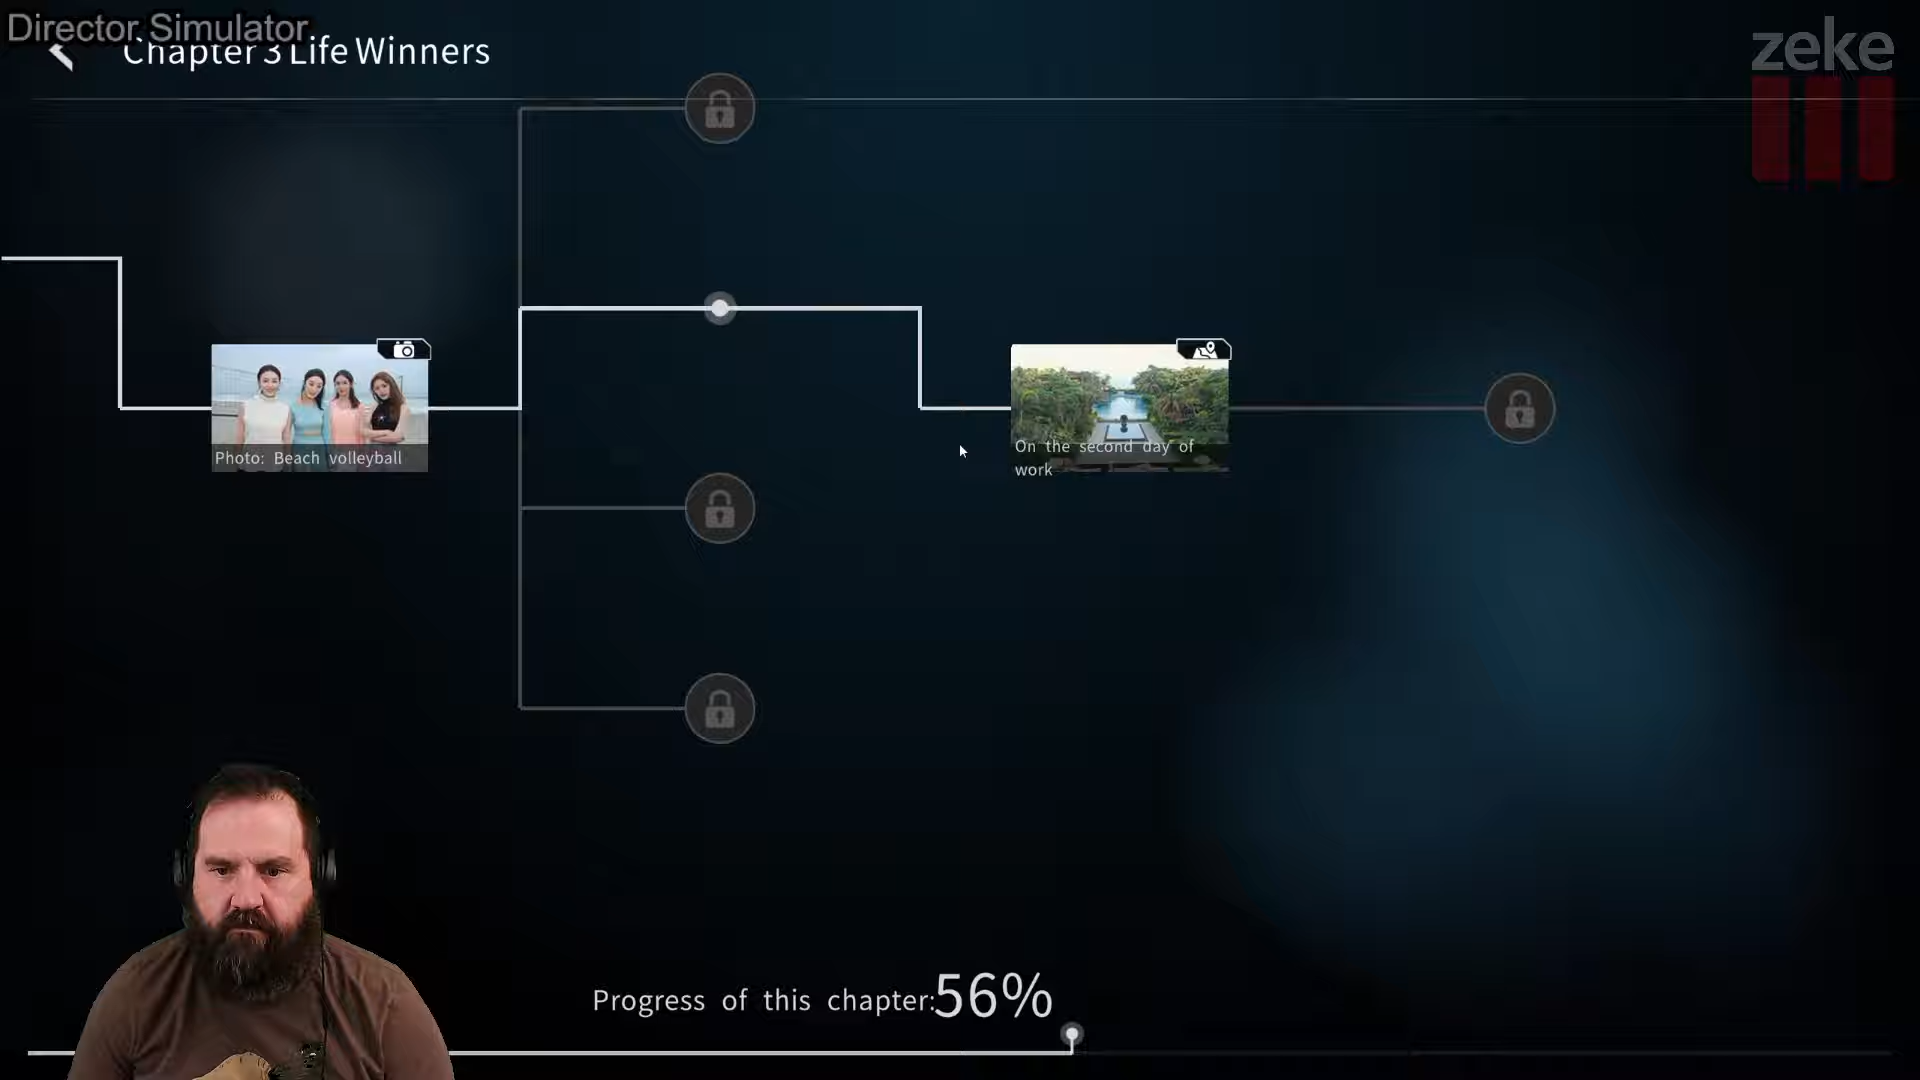 Director Simulator
Chapter 3 Life Winners
zeke
Photo: Beach volleyball
On the second day of
work
Progress of this chapter:56%